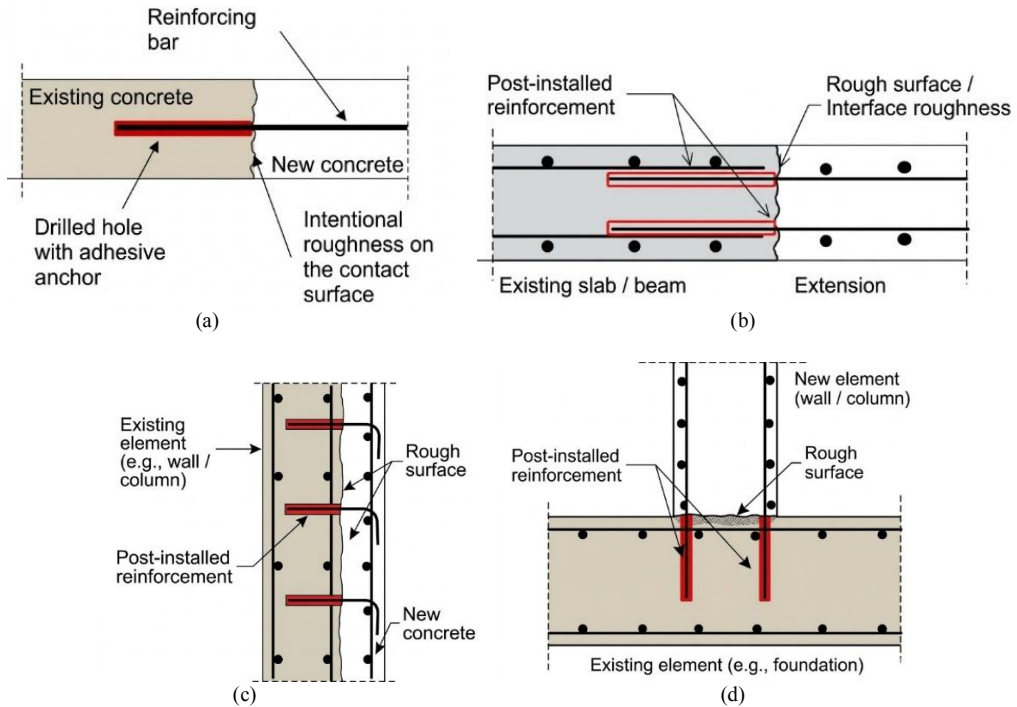 Reinforcing
bar
Existing concrete
New concrete
Drilled hole
with adhesive
anchor
Intentional
roughness on
the contact
surface
(a)
Post-installed
reinforcement
Rough surface /
Interface roughness
Existing slab / beam
Extension
(b)
Existing
element
(e.g., wall /
column)
Rough
surface
Post-installed
reinforcement
New
concrete
(c)
New element
(wall / column)
Post-installed
reinforcement
Rough
surface
Existing element (e.g., foundation)
(d)